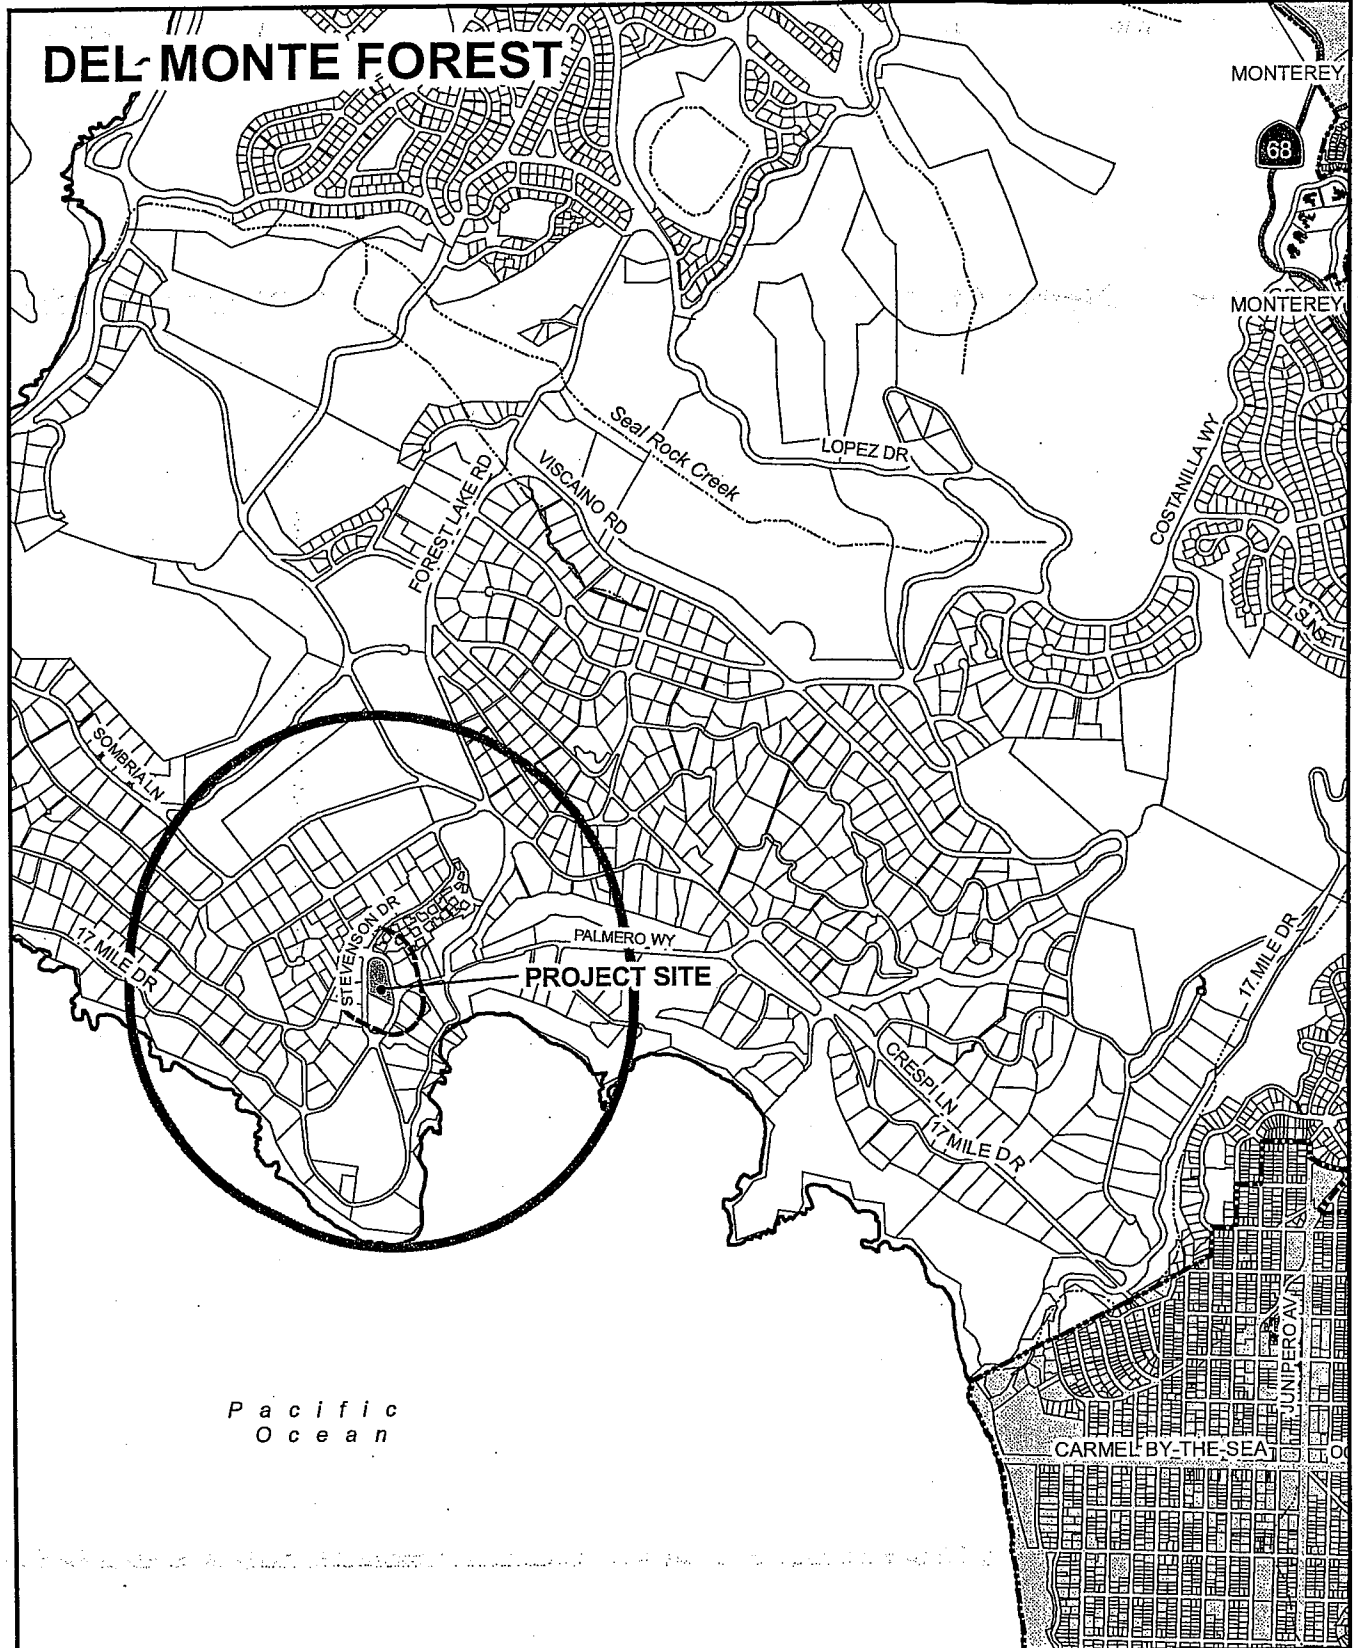 DEL MONTE FOREST
MONTEREY
68
MONTEREY
Seal Rock Creek
LOPEZ DR
COSTANILLA WY
VISCAINO RD
FOREST LAKE RD
SOMBRIA LN
STEVENSON DR
17 MILE DR
PALMERO WY
PROJECT SITE
17 MILE DR
CRESPI LN
17 MILE DR
JUNIPERO AV
Pacific
Ocean
CARMEL-BY-THE-SEA